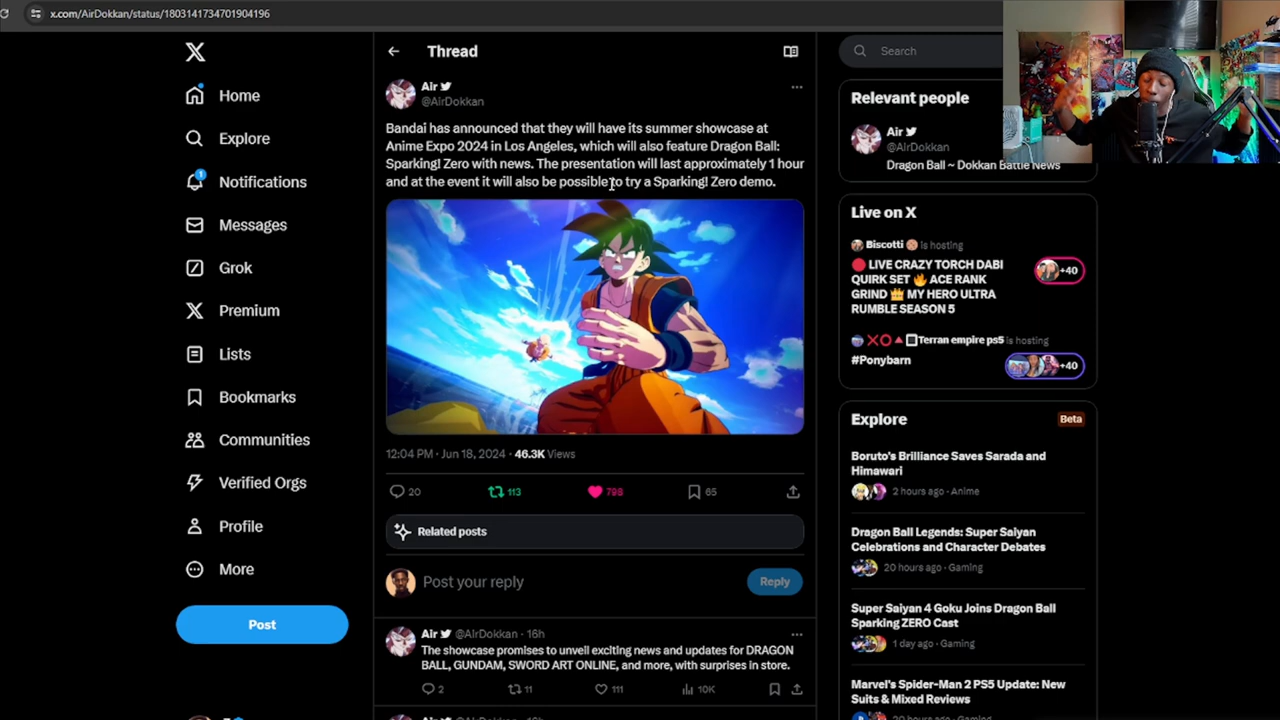 x.com/AirDokkan/status/1803141734701904196
Home
Explore
1
Notifications
Messages
Grok
Premium
Lists
Bookmarks
Communities
Verified Orgs
Profile
More
Post
Thread
Air
@AirDokkan
Bandai has announced that they will have its summer showcase at
Anime Expo 2024 in Los Angeles, which will also feature Dragon Ball:
Sparking! Zero with news. The presentation will last approximately 1 hour
and at the event it will also be possible to try a Sparking! Zero demo.
12:04 PM · Jun 18, 2024 · 46.3K Views
20 113 798 65
Related posts
Post your reply
Reply
Air @AirDokkan · 16h
The showcase promises to unveil exciting news and updates for DRAGON
BALL, GUNDAM, SWORD ART ONLINE, and more, with surprises in store.
2 11 111 10K
Search
Relevant people
Air
@AirDokkan
Dragon Ball ~ Dokkan Battle News
Live on X
Biscotti is hosting
LIVE CRAZY TORCH DABI
QUIRK SET 🔥 ACE RANK
GRIND 👑 MY HERO ULTRA
RUMBLE SEASON 5
+40
Terran empire ps5 is hosting
#Ponybarn
+40
Explore
Beta
Boruto's Brilliance Saves Sarada and
Himawari
2 hours ago · Anime
Dragon Ball Legends: Super Saiyan
Celebrations and Character Debates
20 hours ago · Gaming
Super Saiyan 4 Goku Joins Dragon Ball
Sparking ZERO Cast
1 day ago · Gaming
Marvel's Spider-Man 2 PS5 Update: New
Suits & Mixed Reviews